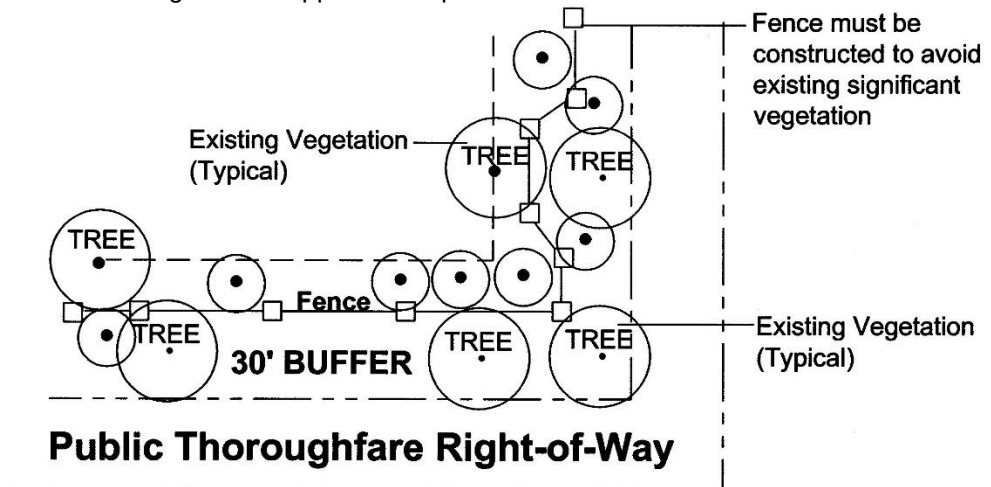 Fence must be
constructed to avoid
existing significant
vegetation
Existing Vegetation
(Typical)
TREE
TREE
TREE
Fence
TREE
TREE
TREE
30' BUFFER
Existing Vegetation
(Typical)
Public Thoroughfare Right-of-Way